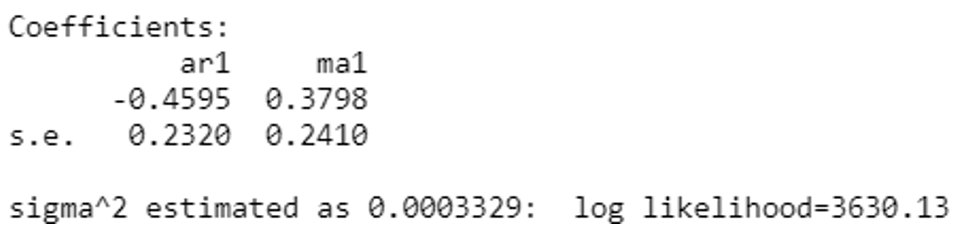 Coefficients:
ar1 ma1
-0.4595 0.3798
s.e. 0.2320 0.2410
sigma^2 estimated as 0.0003329: log likelihood=3630.13